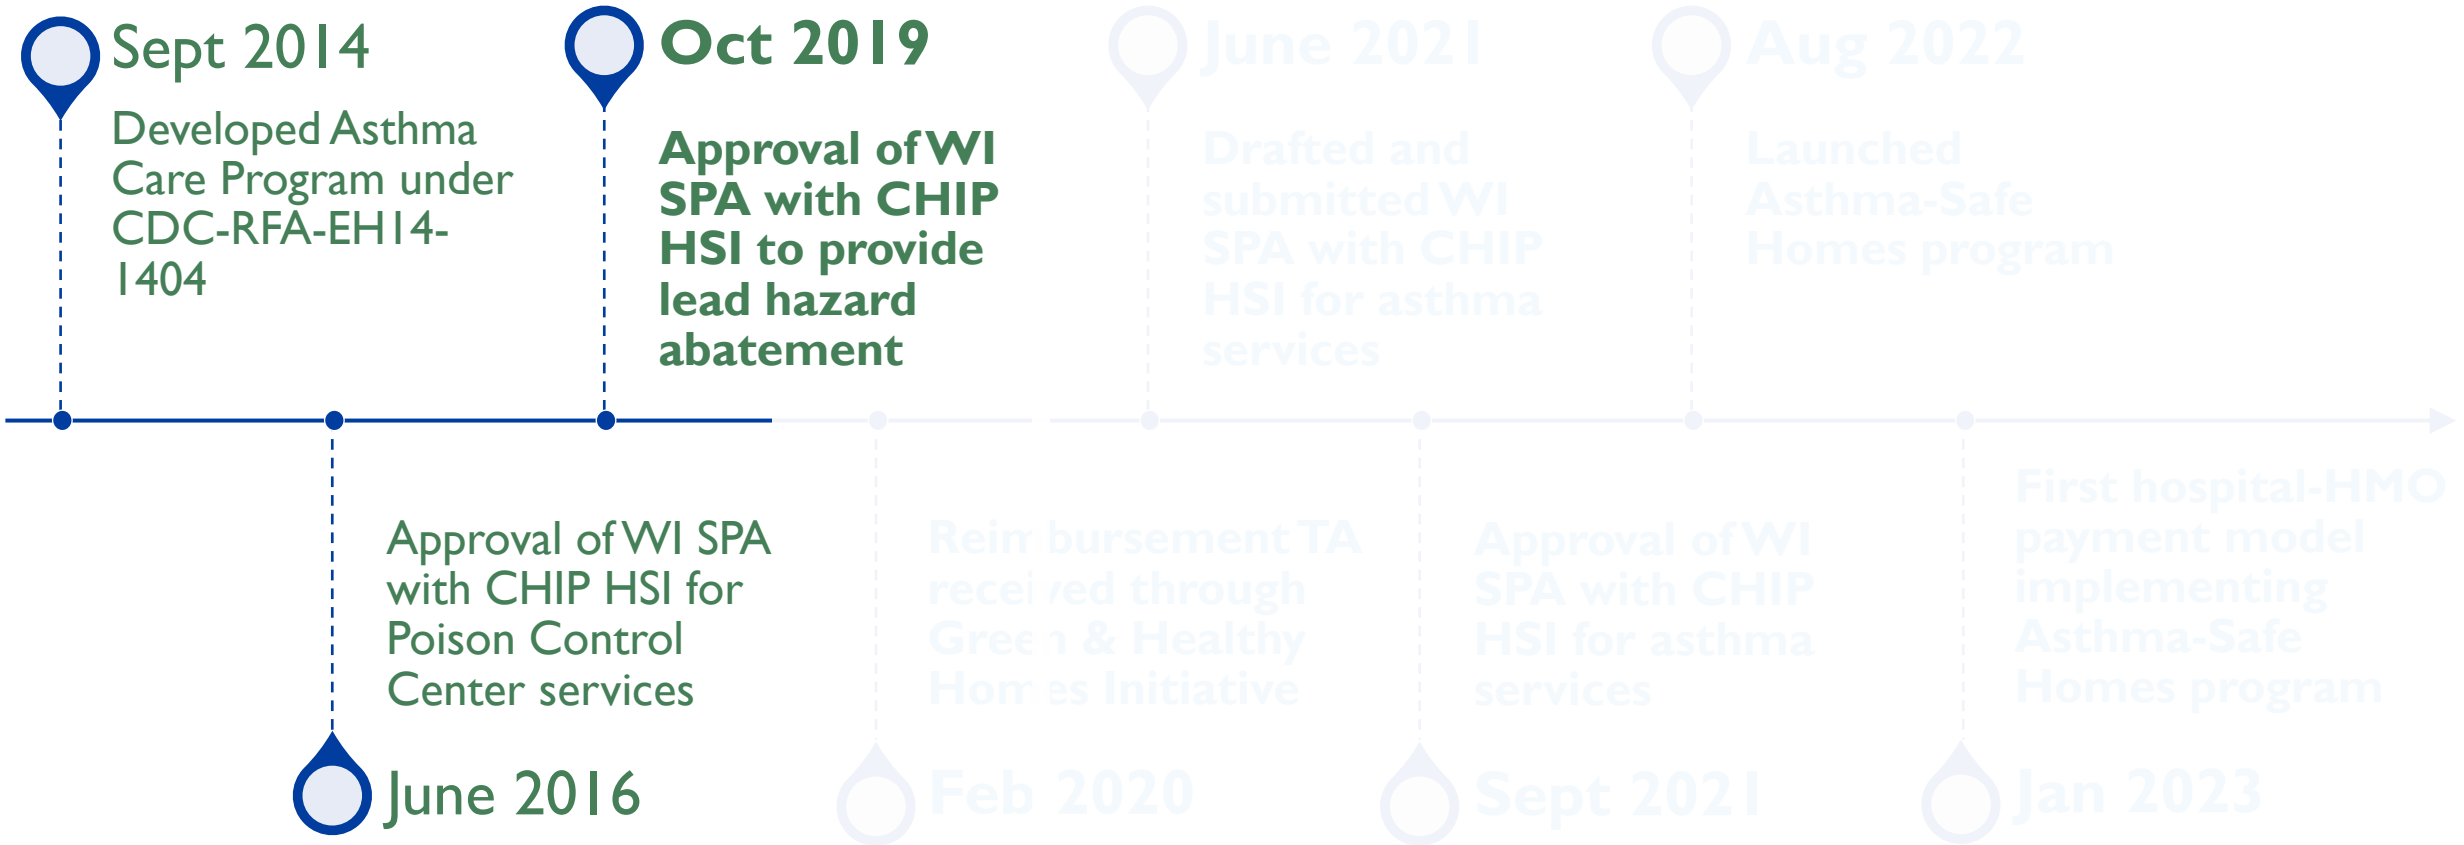 Sept 2014
Developed Asthma
Care Program under
CDC-RFA-EH14-
1404
Approval of WI SPA
with CHIP HSI for
Poison Control
Center services
June 2016
Oct 2019
Approval of WI
SPA with CHIP
HSI to provide
lead hazard
abatement
Reimbursement TA
received through
Green & Healthy
Homes Initiative
Feb 2020
June 2021
Drafted and
submitted WI
SPA with CHIP
HSI for asthma
services
Approval of WI
SPA with CHIP
HSI for asthma
services
Sept 2021
Aug 2022
Launched
Asthma-Safe
Homes program
First hospital-HMO
payment model
implementing
Asthma-Safe
Homes program
Jan 2023